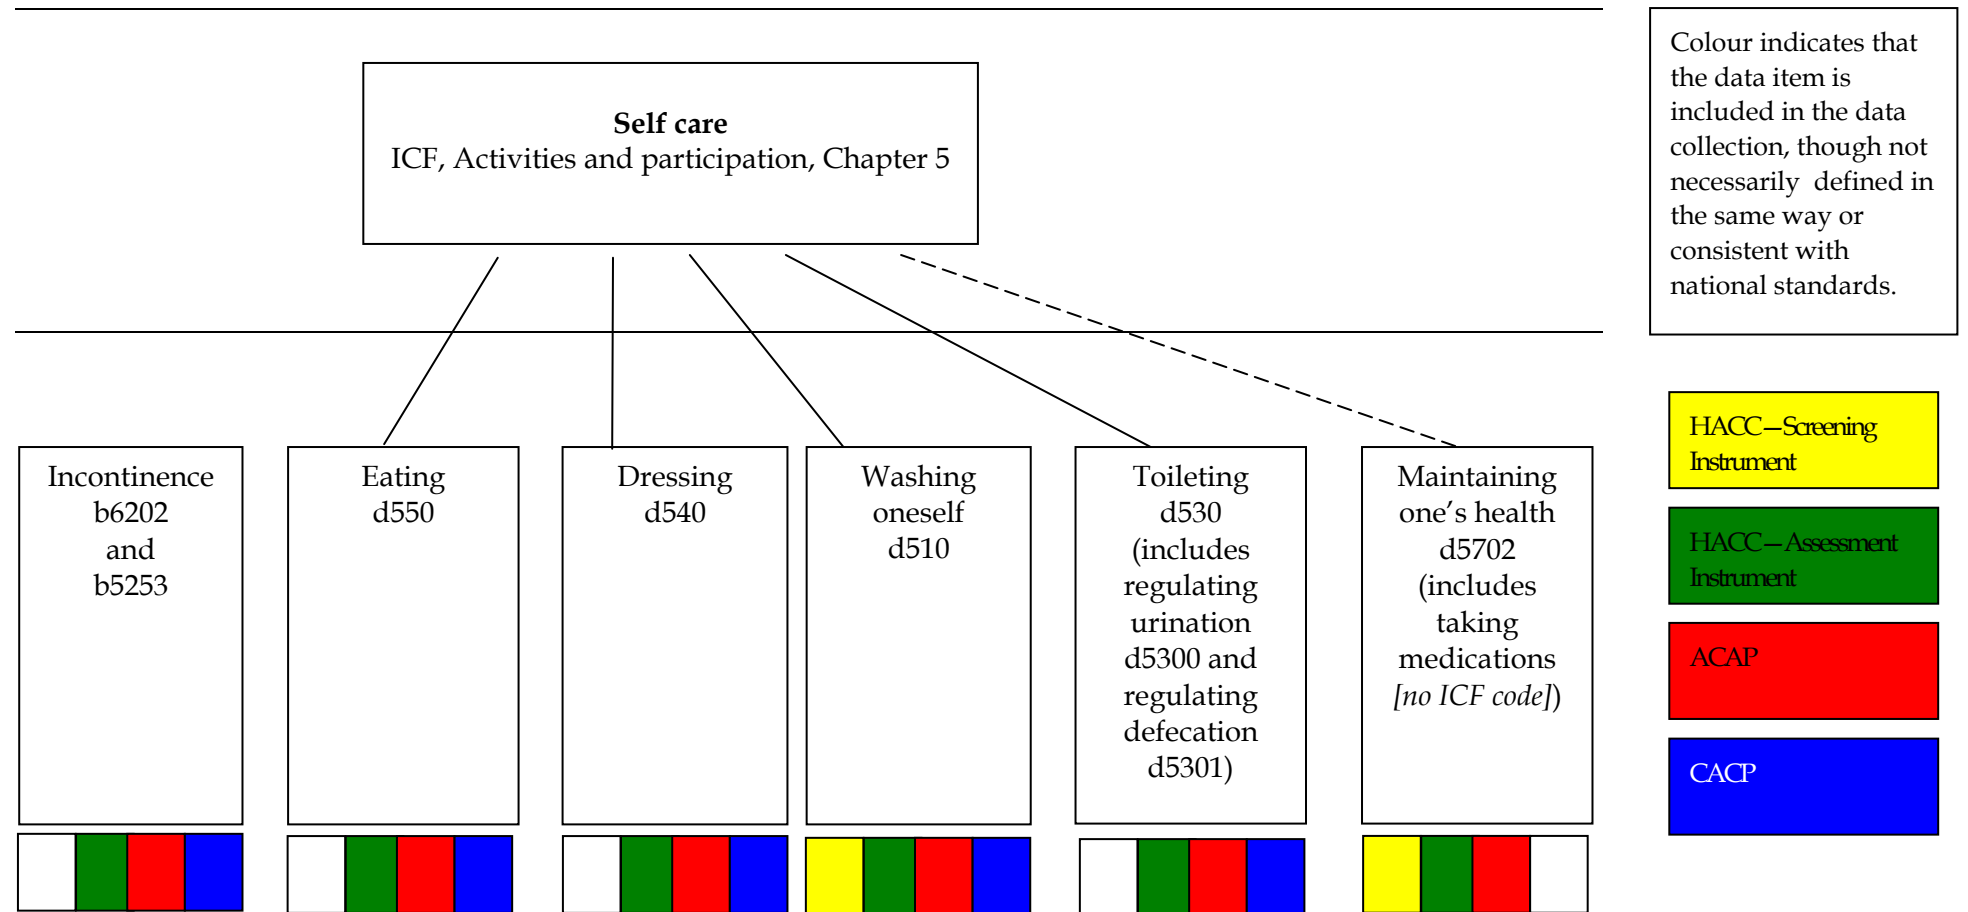 Self care
ICF, Activities and participation, Chapter 5
Colour indicates that
the data item is
included in the data
collection, though not
necessarily defined in
the same way or
consistent with
national standards.
Incontinence
b6202
and
b5253
Eating
d550
Dressing
d540
Washing
oneself
d510
Toileting
d530
(includes
regulating
urination
d5300 and
regulating
defecation
d5301)
Maintaining
one’s health
d5702
(includes
taking
medications
[no ICF code])
HACC—Screening
Instrument
HACC—Assessment
Instrument
ACAP
CACP